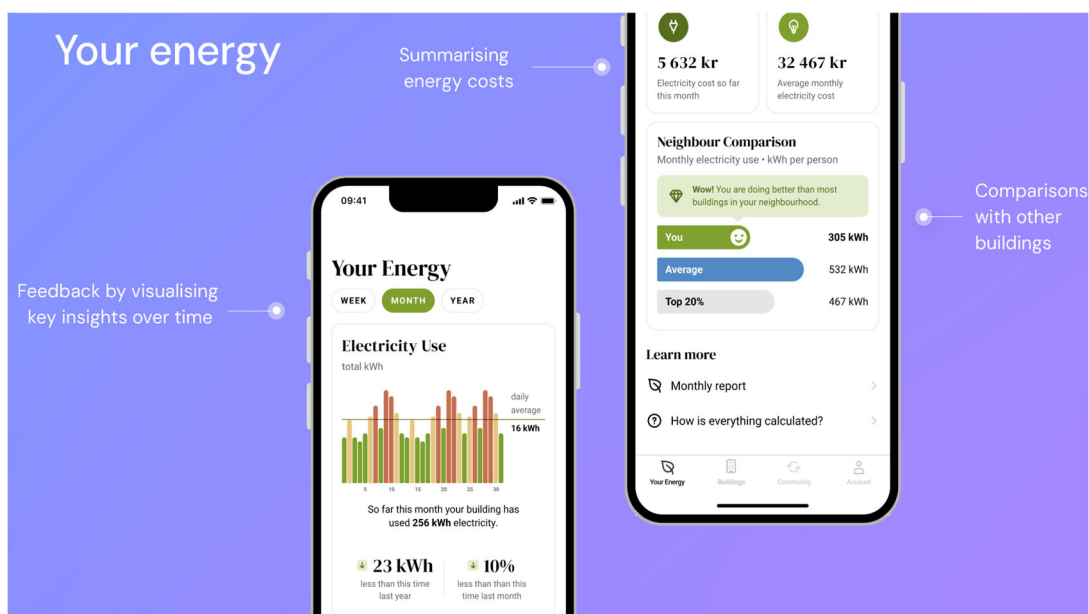 Your energy
Summarising
energy costs
Feedback by visualising
key insights over time
Comparisons
with other
buildings
09:41
Your Energy
WEEK
MONTH
YEAR
Electricity Use
total kWh
daily
average
16 kWh
5
10
15
20
25
30
So far this month your building has
used 256 kWh electricity.
23 kWh
less than this time
last year
10%
less than than this
time last month
5 632 kr
Electricity cost so far
this month
32 467 kr
Average monthly
electricity cost
Neighbour Comparison
Monthly electricity use • kWh per person
Wow! You are doing better than most
buildings in your neighbourhood.
You
305 kWh
Average
532 kWh
Top 20%
467 kWh
Learn more
Monthly report
How is everything calculated?
Your Energy
Buildings
Community
Account